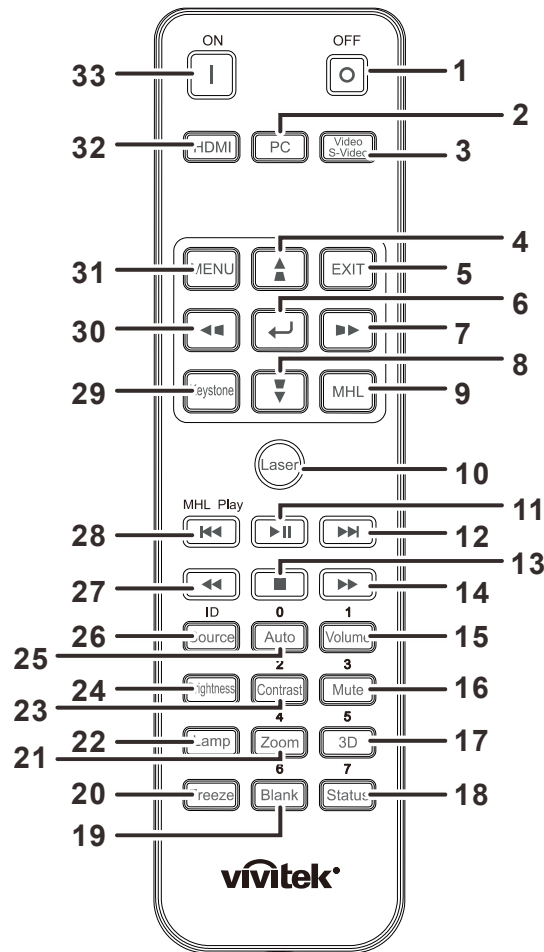 ON OFF
33 1
2
32 HDMI PC Video S-Video 3
4
31 MENU EXIT 5
6
30 7
8
29 Keystone MHL 9
Laser 10
MHL Play 11
28 12
13
27 14
ID 0 1
26 Source Auto Volume 15
25 2 3
24 Brightness Contrast Mute 16
23 4 5
22 Lamp Zoom 3D 17
21 6 7
20 Freeze Blank Status 18
19
vivitek